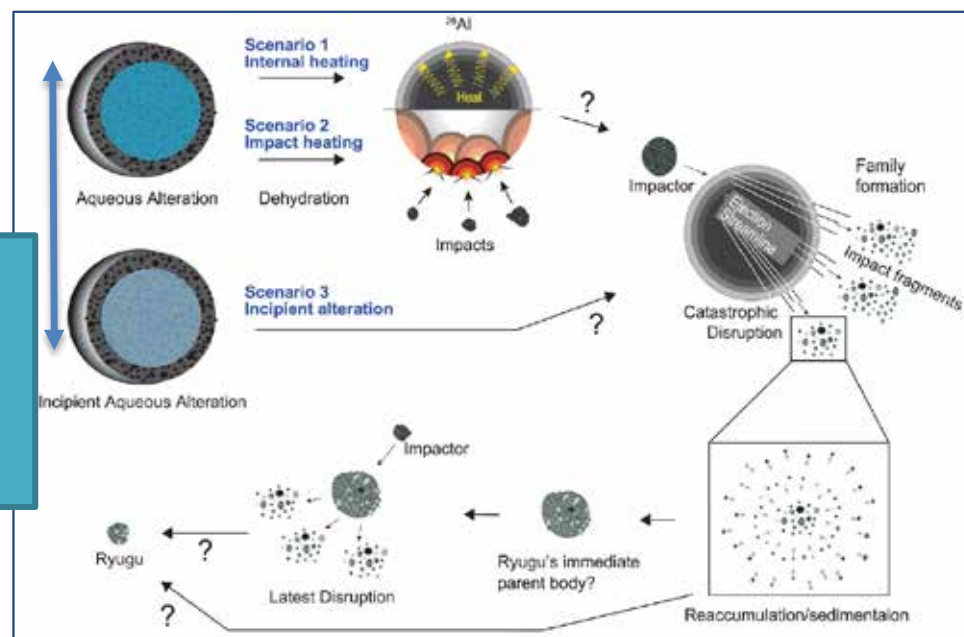 Scenario 1
Internal heating
Scenario 2
Impact heating
Aqueous Alteration
Dehydration
26Al
Heat
Impacts
?
Impactor
Family
formation
Ejection
Streamline
Impact fragments
Catastrophic
Disruption
Scenario 3
Incipient alteration
?
Incipient Aqueous Alteration
Impactor
Ryugu
?
Latest Disruption
Ryugu's immediate
parent body?
?
Reaccumulation/sedimentaion